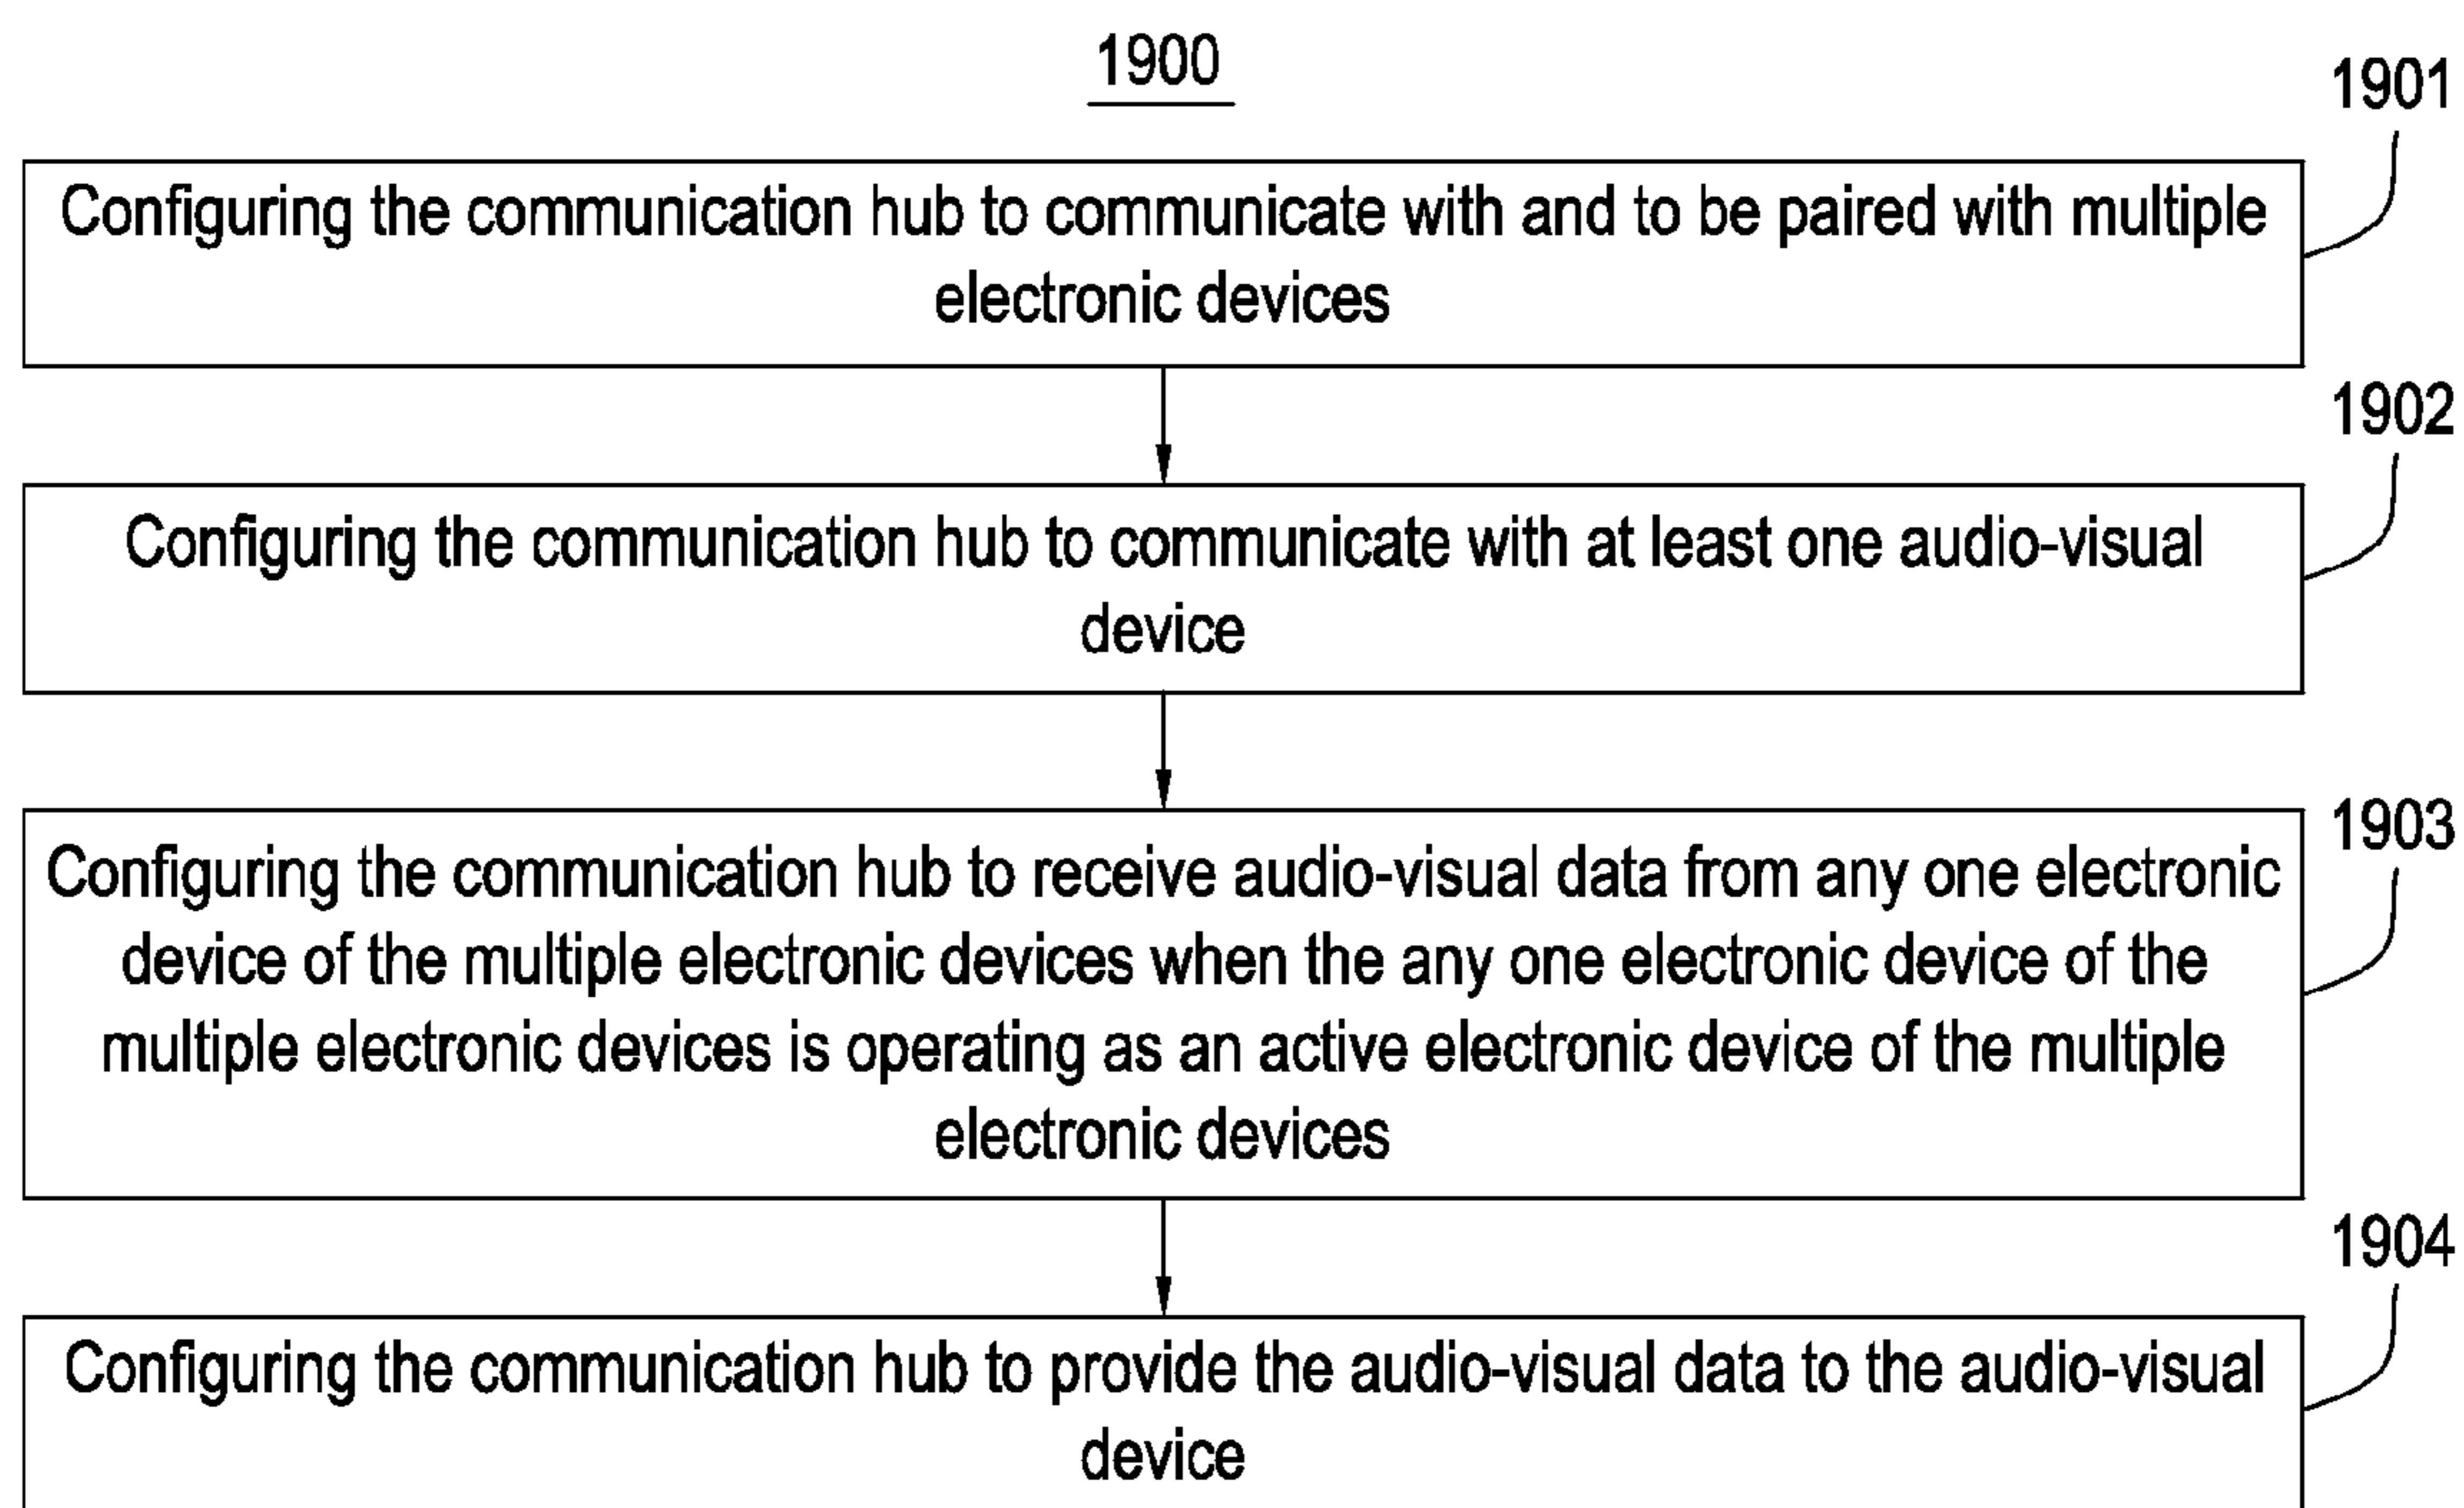 1900
1901
Configuring the communication hub to communicate with and to be paired with multiple
electronic devices
1902
Configuring the communication hub to communicate with at least one audio-visual
device
1903
Configuring the communication hub to receive audio-visual data from any one electronic
device of the multiple electronic devices when the any one electronic device of the
multiple electronic devices is operating as an active electronic device of the multiple
electronic devices
1904
Configuring the communication hub to provide the audio-visual data to the audio-visual
device